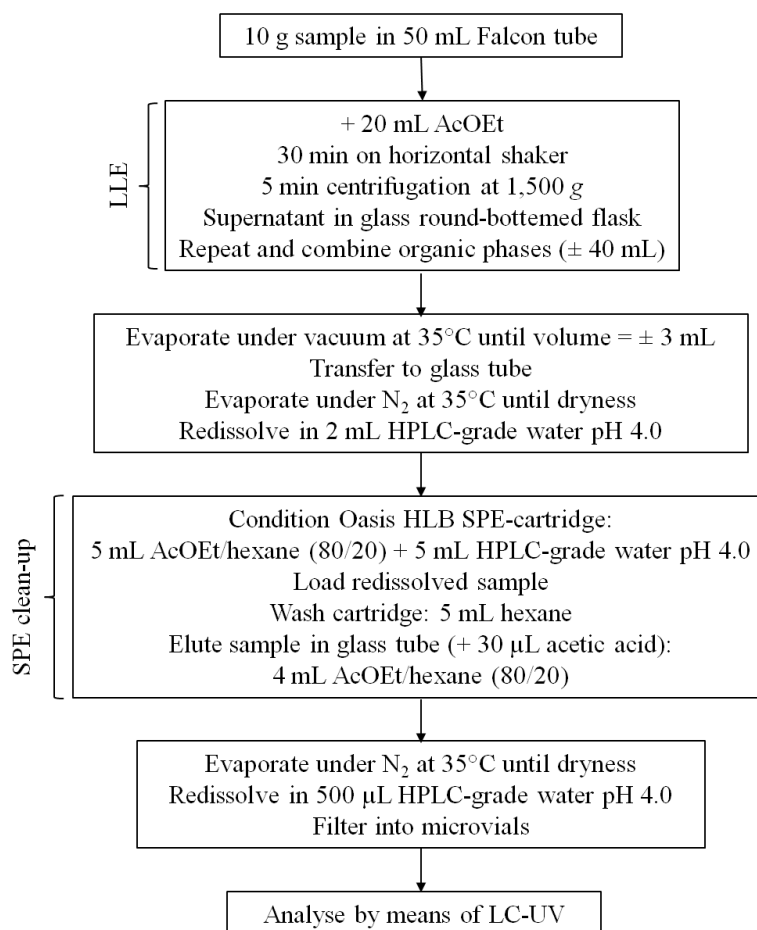 10 g sample in 50 mL Falcon tube
LLE
+ 20 mL AcOEt
30 min on horizontal shaker
5 min centrifugation at 1,500 g
Supernatant in glass round-bottemed flask
Repeat and combine organic phases (± 40 mL)
Evaporate under vacuum at 35°C until volume = ± 3 mL
Transfer to glass tube
Evaporate under N₂ at 35°C until dryness
Redissolve in 2 mL HPLC-grade water pH 4.0
SPE clean-up
Condition Oasis HLB SPE-cartridge:
5 mL AcOEt/hexane (80/20) + 5 mL HPLC-grade water pH 4.0
Load redissolved sample
Wash cartridge: 5 mL hexane
Elute sample in glass tube (+ 30 µL acetic acid):
4 mL AcOEt/hexane (80/20)
Evaporate under N₂ at 35°C until dryness
Redissolve in 500 µL HPLC-grade water pH 4.0
Filter into microvials
Analyse by means of LC-UV